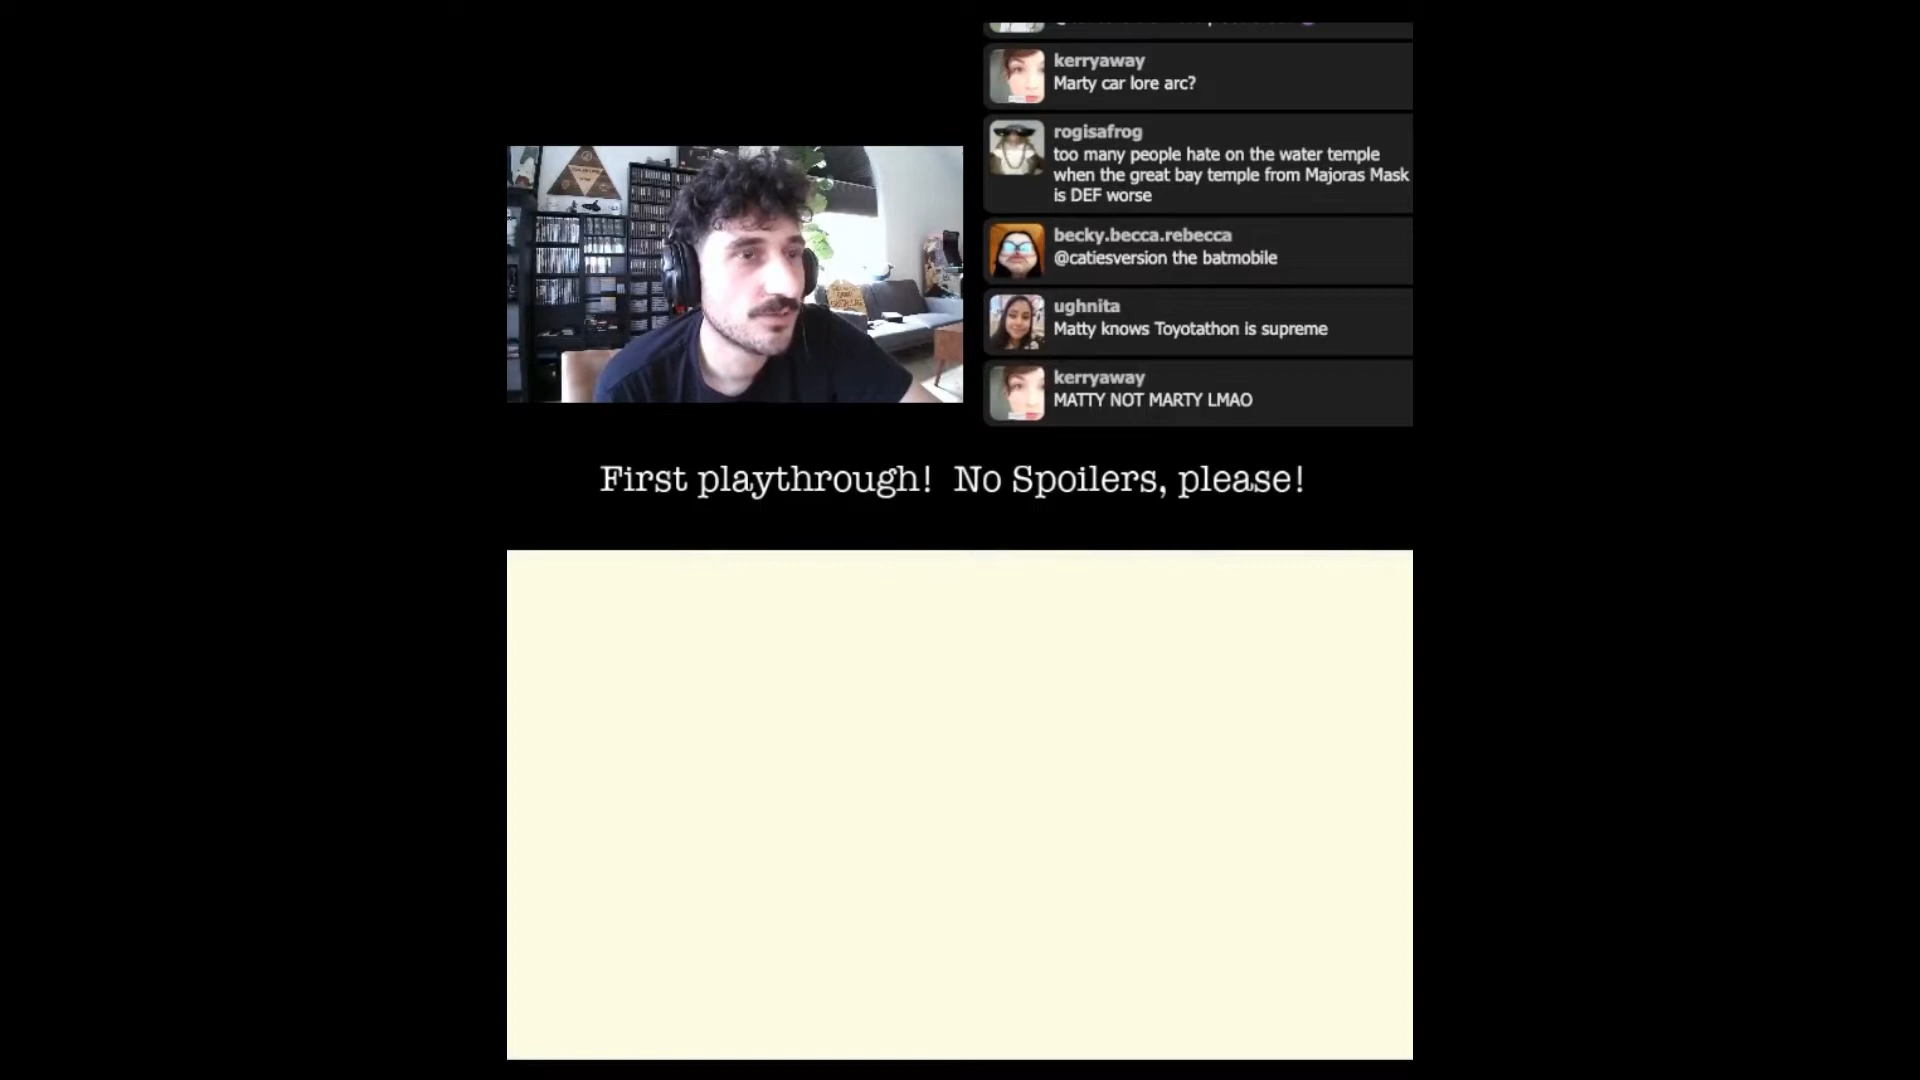 kerryaway
Marty car lore arc?
rogisafrog
too many people hate on the water temple
when the great bay temple from Majoras Mask
is DEF worse
becky.becca.rebecca
@catiesversion the batmobile
ughnita
Matty knows Toyotathon is supreme
kerryaway
MATTY NOT MARTY LMAO
First playthrough! No Spoilers, please!